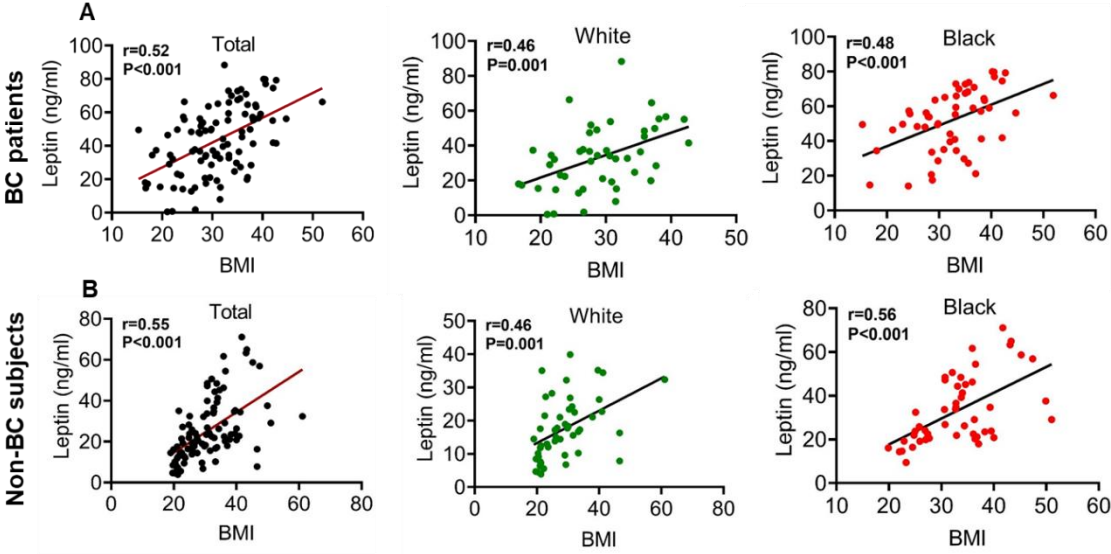 A
BC patients
Total
r=0.52
P<0.001
Leptin (ng/ml)
100
80
60
40
20
0
10 20 30 40 50 60
BMI
White
r=0.46
P=0.001
Leptin (ng/ml)
100
80
60
40
20
0
10 20 30 40 50
BMI
Black
r=0.48
P<0.001
Leptin (ng/ml)
100
80
60
40
20
0
10 20 30 40 50 60
BMI
B
Non-BC subjects
Total
r=0.55
P<0.001
Leptin (ng/ml)
80
60
40
20
0
0 20 40 60 80
BMI
White
r=0.46
P=0.001
Leptin (ng/ml)
50
40
30
20
10
0
0 20 40 60 80
BMI
Black
r=0.56
P<0.001
Leptin (ng/ml)
80
60
40
20
0
10 20 30 40 50 60
BMI